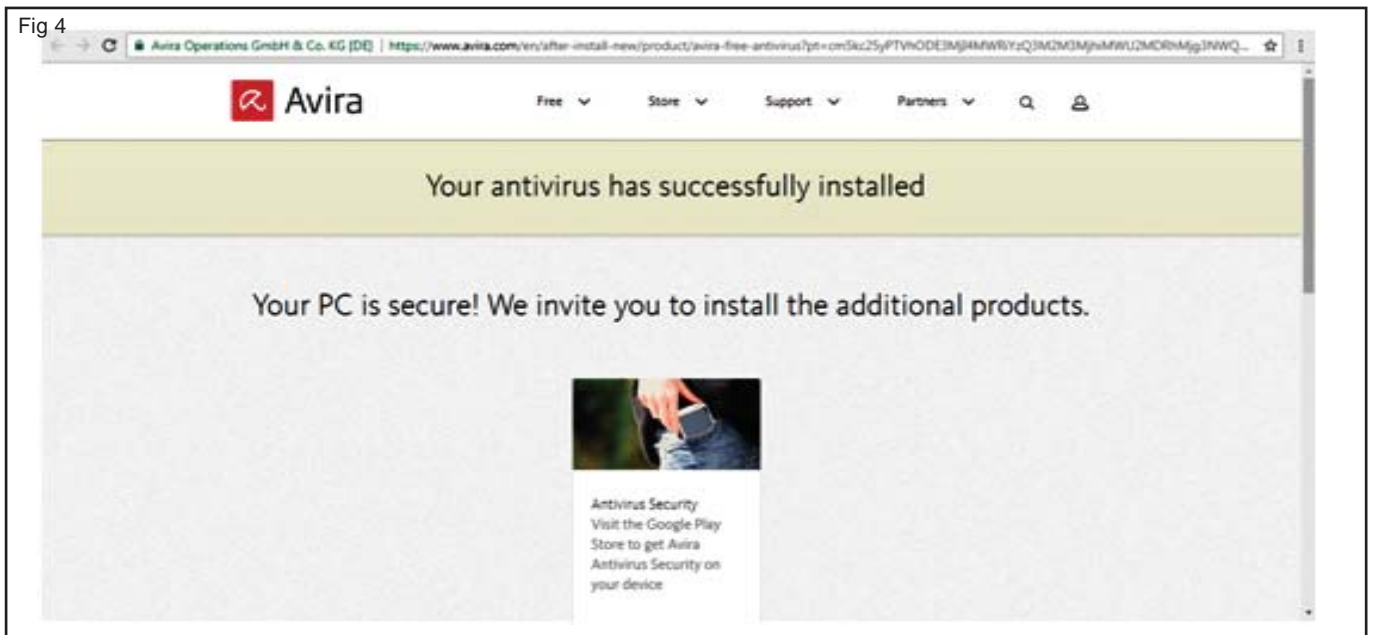 Fig 4
Avira Operations GmbH & Co. KG [DE] | https://www.avira.com/en/after-install-new/product/avira-free-antivirus?pt=
Avira Free Store Support Partners
Your antivirus has successfully installed
Your PC is secure! We invite you to install the additional products.
Antivirus Security
Visit the Google Play
Store to get Avira
Antivirus Security on
your device